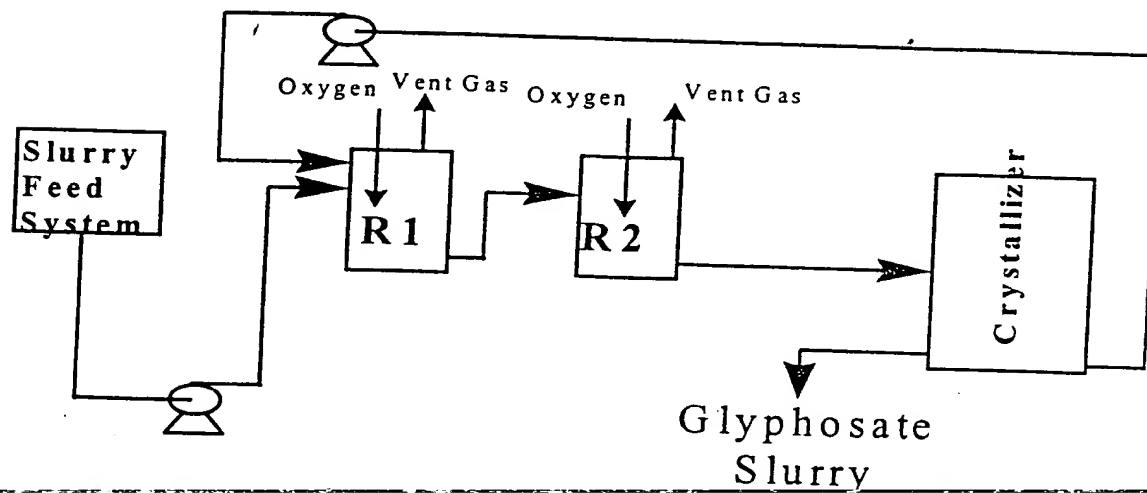 Oxygen
Vent Gas
Oxygen
Vent Gas
Slurry
Feed
System
R1
R2
Crystallizer
Glyphosate
Slurry